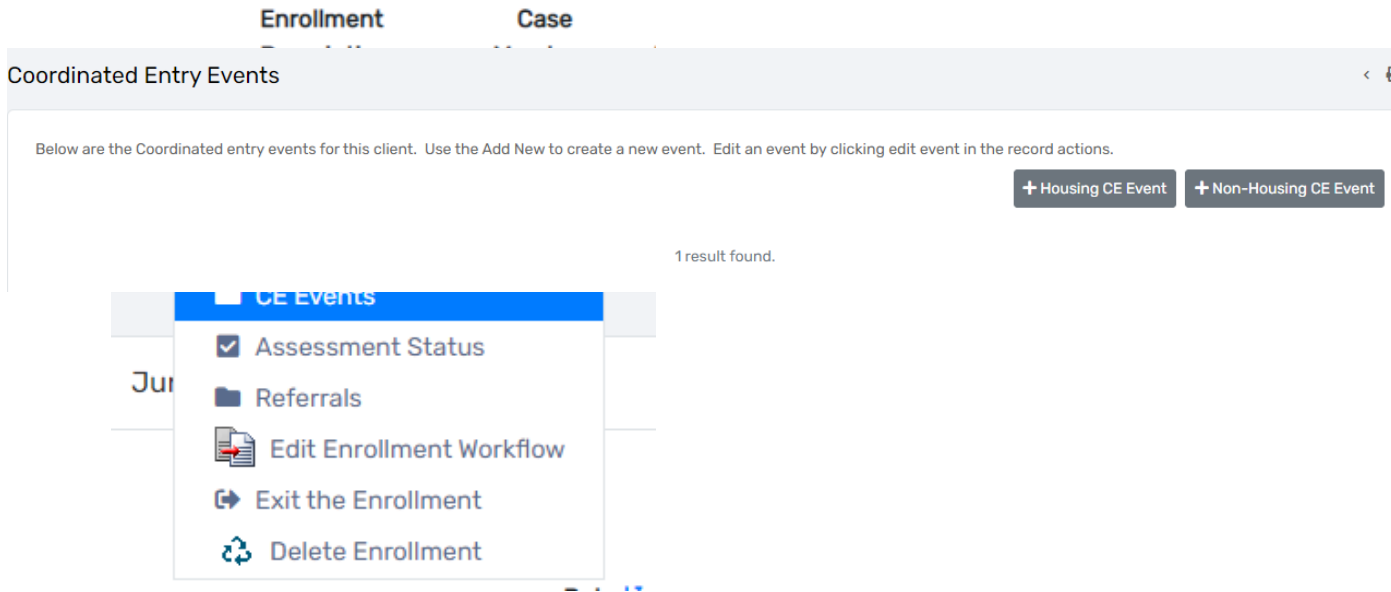 Enrollment Case
Coordinated Entry Events
Below are the Coordinated entry events for this client. Use the Add New to create a new event. Edit an event by clicking edit event in the record actions.
+ Housing CE Event + Non-Housing CE Event
1 result found.
CE Events
Assessment Status
Referrals
Edit Enrollment Workflow
Exit the Enrollment
Delete Enrollment